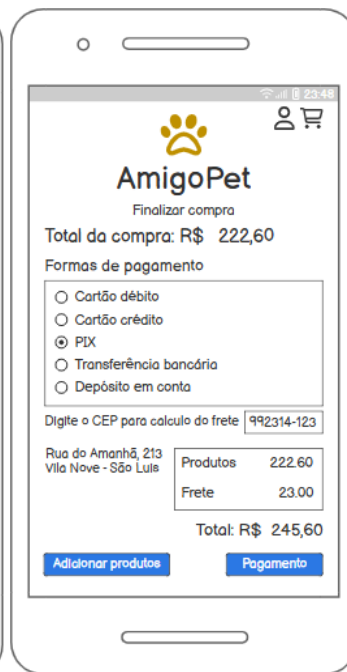 23:48
AmigoPet
Finalizar compra
Total da compra: R$ 222,60
Formas de pagamento
Cartão débito
Cartão crédito
PIX
Transferência bancária
Depósito em conta
Digite o CEP para calculo do frete 992314-123
Rua do Amanhã, 213
Vila Nove - São Luis
Produtos 222.60
Frete 23.00
Total: R$ 245,60
Adicionar produtos Pagamento